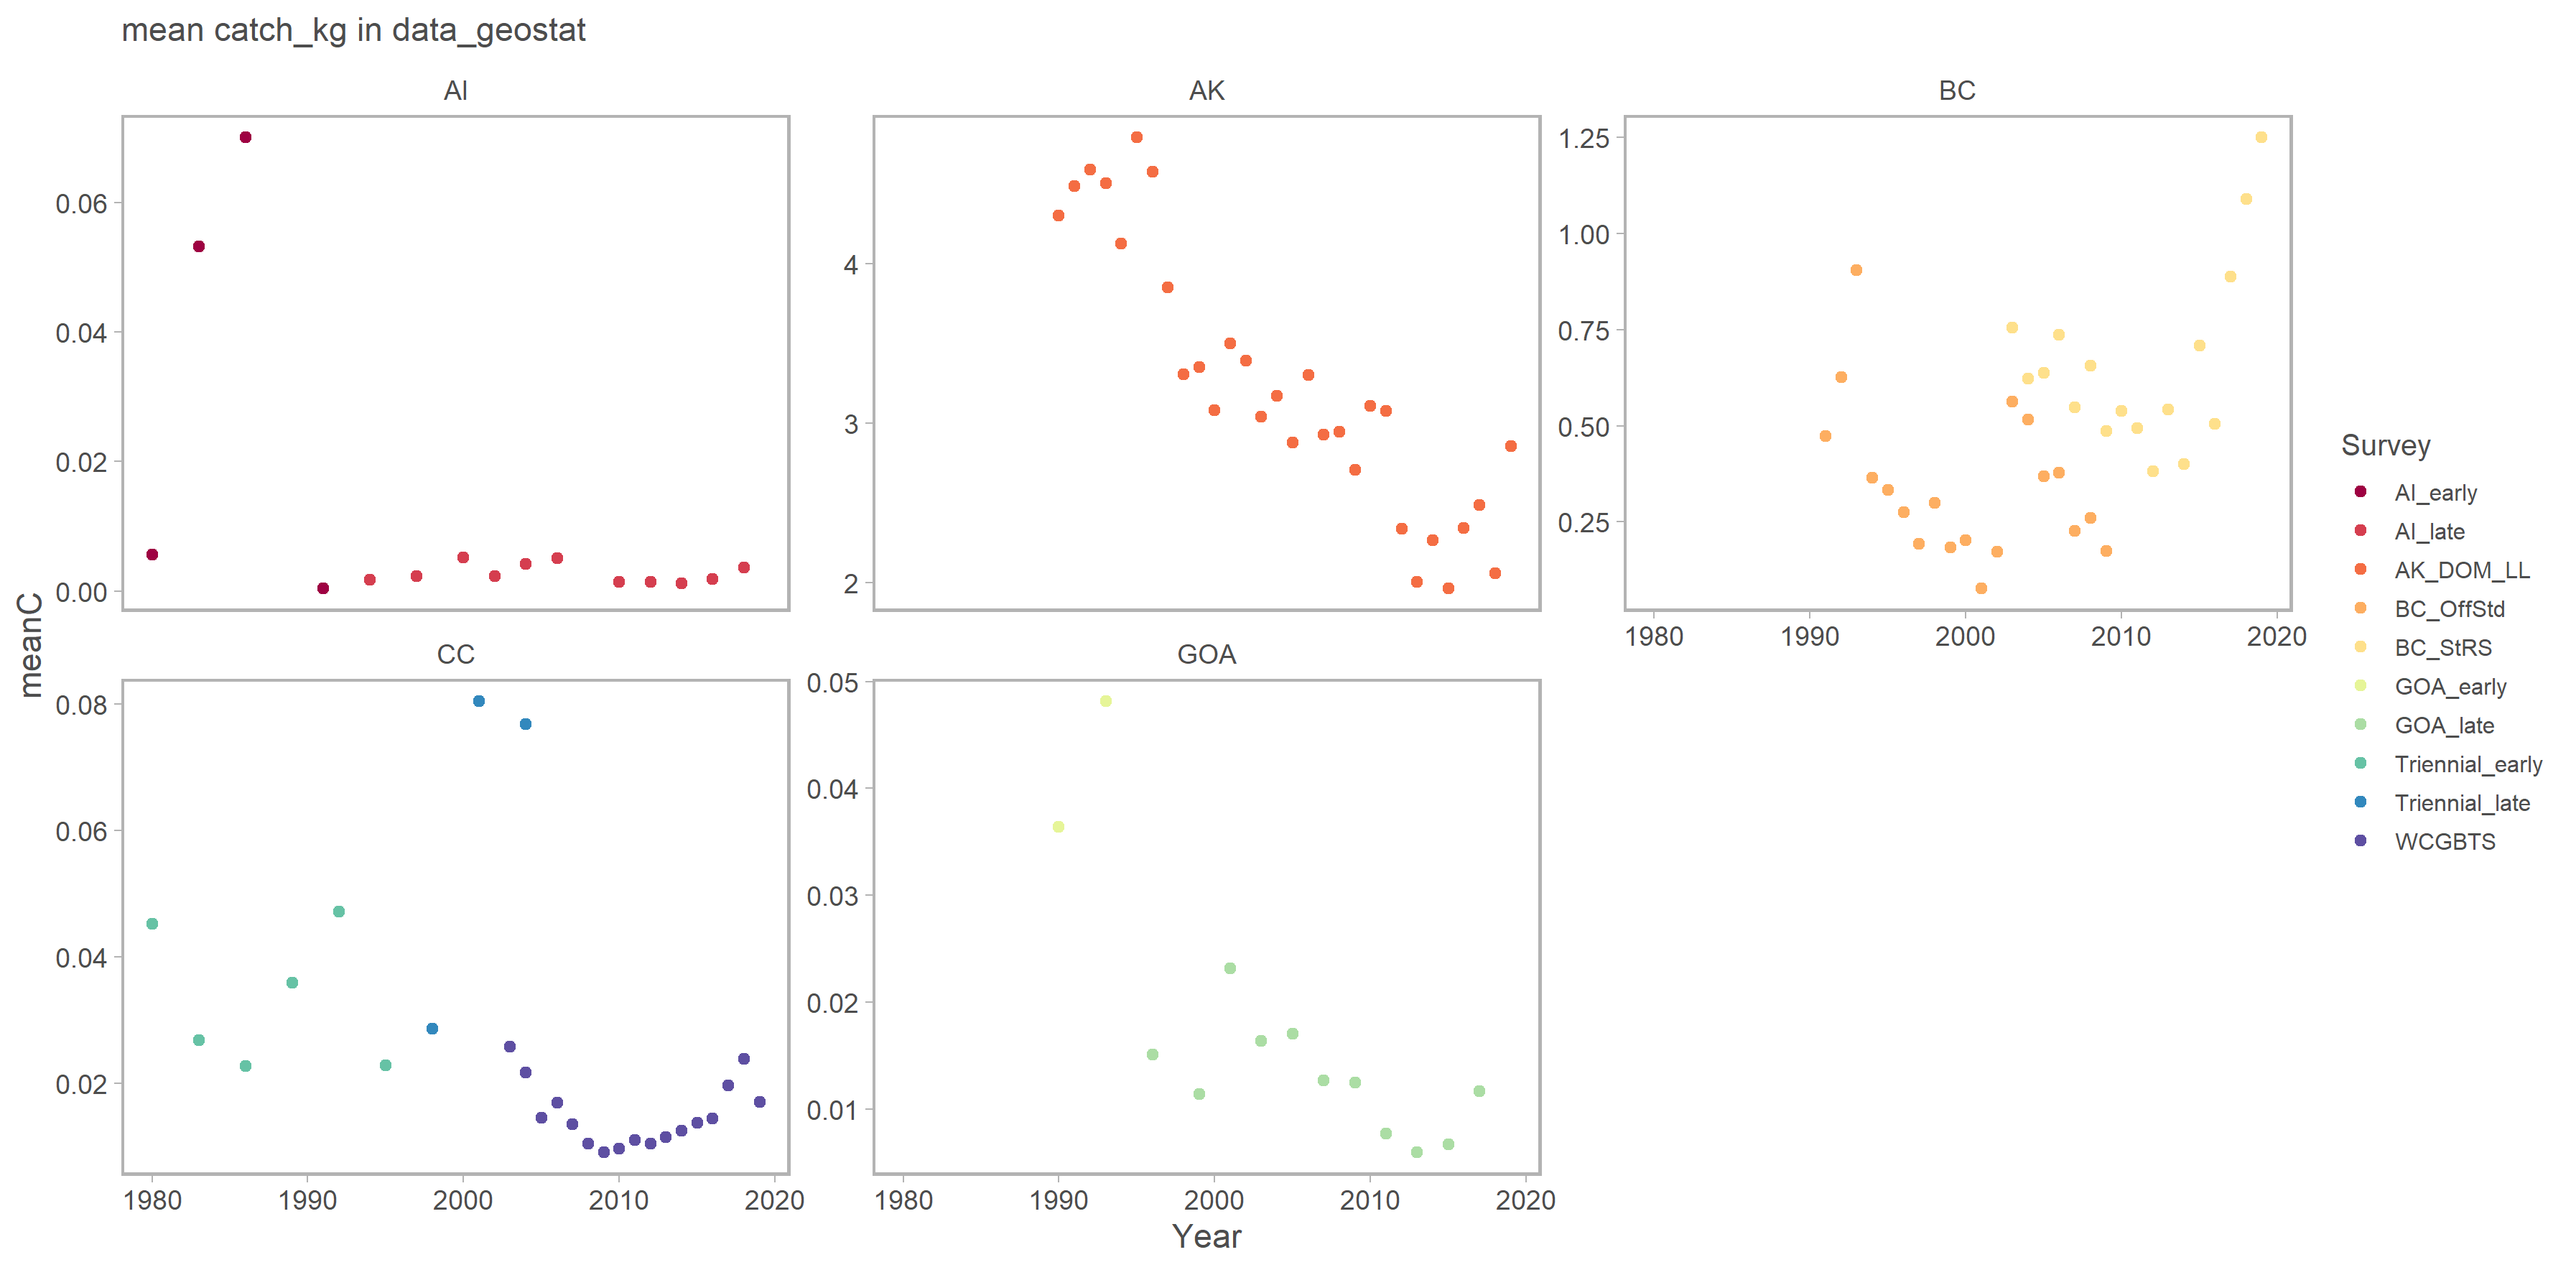 mean catch_kg in data_geostat
AI
AK
BC
0.06
0.04
0.02
0.00
4
3
2
1.25
1.00
0.75
0.50
0.25
1980 1990 2000 2010 2020
meanC
CC
GOA
0.08
0.06
0.04
0.02
0.05
0.04
0.03
0.02
0.01
1980 1990 2000 2010 2020
1980 1990 2000 2010 2020
Year
Survey
AI_early
AI_late
AK_DOM_LL
BC_OffStd
BC_StRS
GOA_early
GOA_late
Triennial_early
Triennial_late
WCGBTS